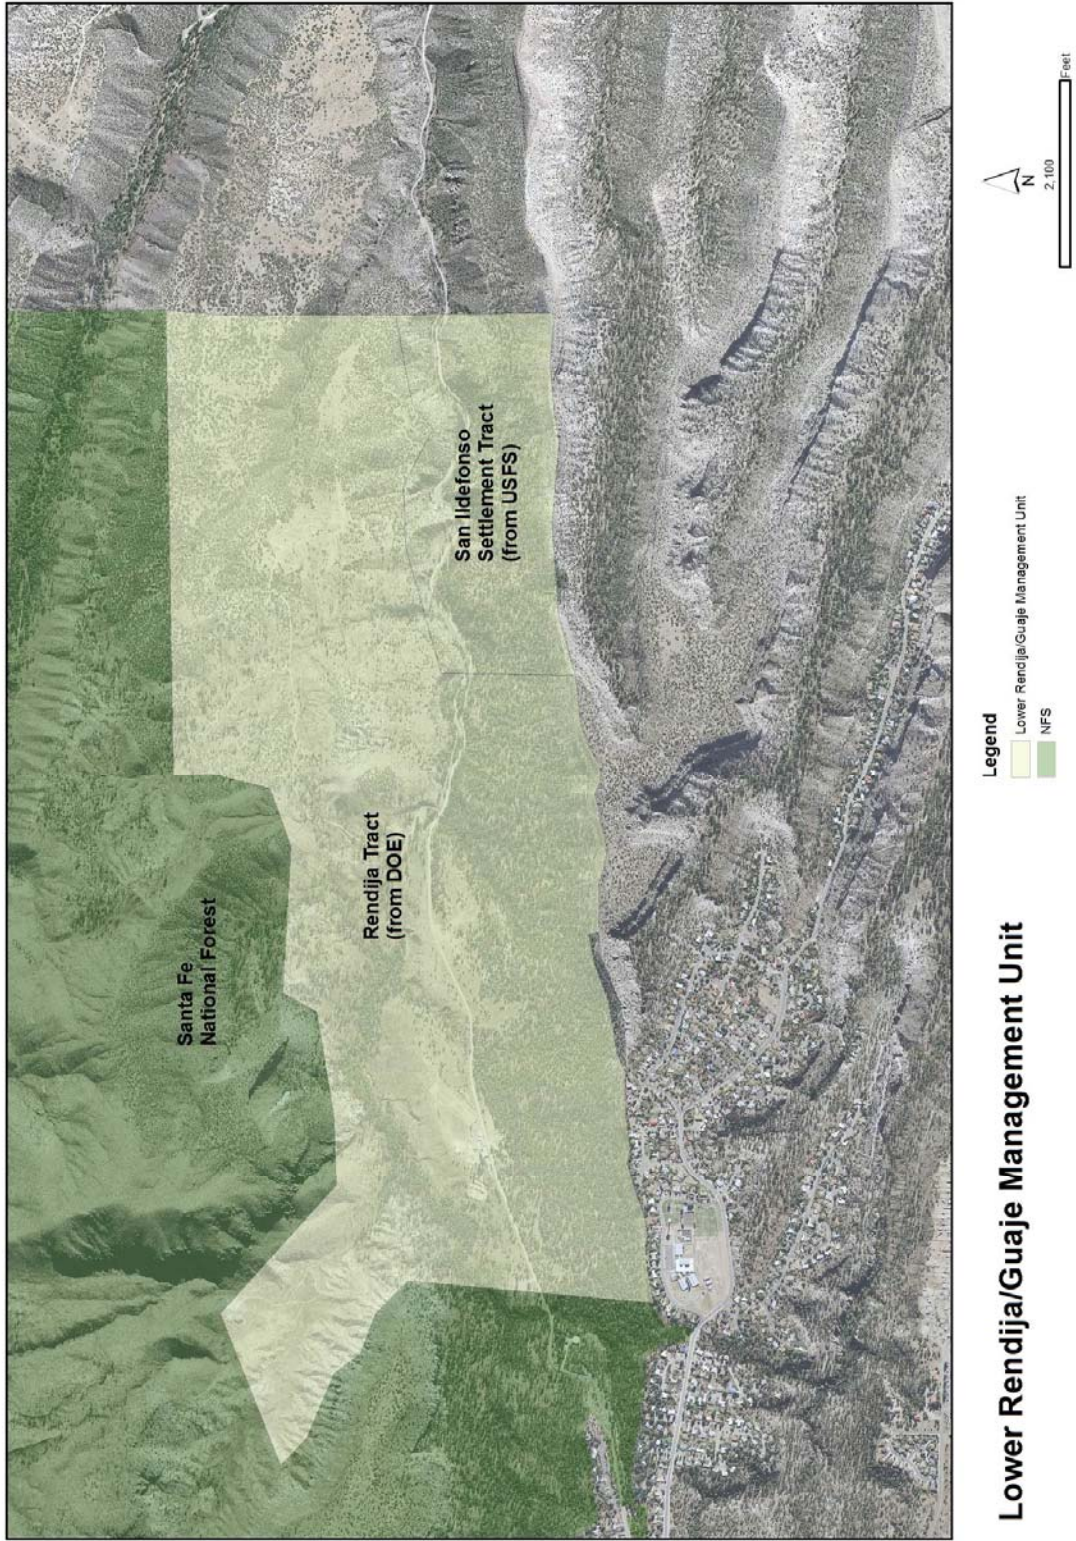 Santa Fe
National Forest
Rendija Tract
(from DOE)
San Ildefonso
Settlement Tract
(from USFS)
Lower Rendija/Guaje Management Unit
Legend
Lower Rendija/Guaje Management Unit
NFS
N
2,100
Feet